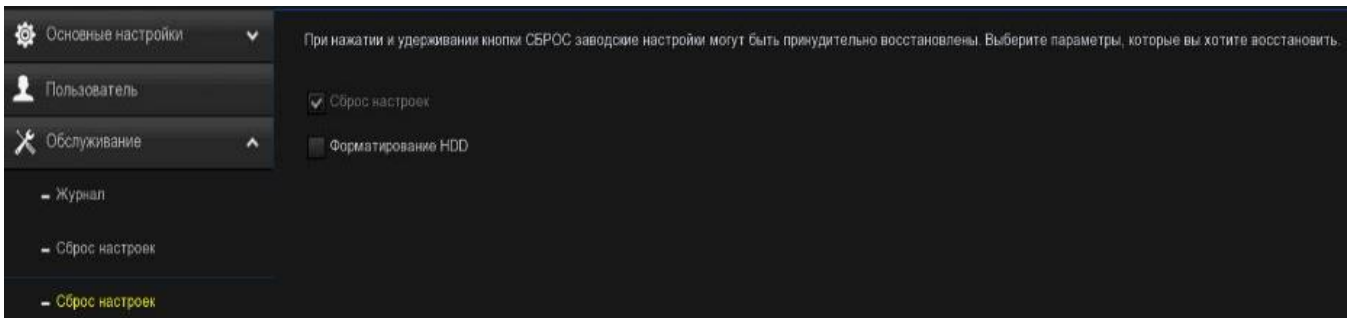 Основные настройки
При нажатии и удерживании кнопки СБРОС заводские настройки могут быть принудительно восстановлены. Выберите параметры, которые вы хотите восстановить.
Пользователь
Сброс настроек
Обслуживание
Форматирование HDD
Журнал
Сброс настроек
Сброс настроек